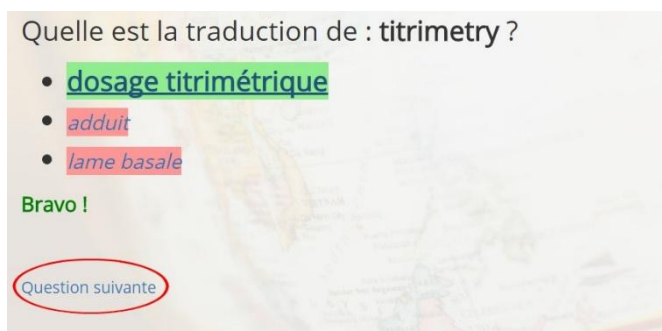 Quelle est la traduction de : titrimetry ?
dosage titrimétrique
adduit
lame basale
Bravo !
Question suivante